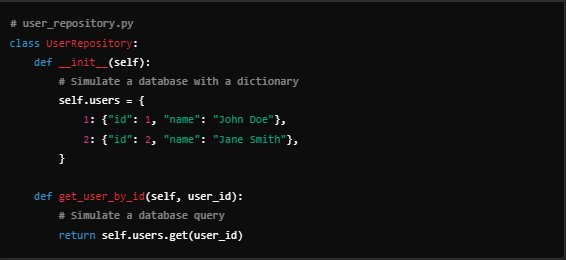 # user_repository.py
class UserRepository:
    def __init__(self):
        # Simulate a database with a dictionary
        self.users = {
            1: {"id": 1, "name": "John Doe"},
            2: {"id": 2, "name": "Jane Smith"},
        }

    def get_user_by_id(self, user_id):
        # Simulate a database query
        return self.users.get(user_id)